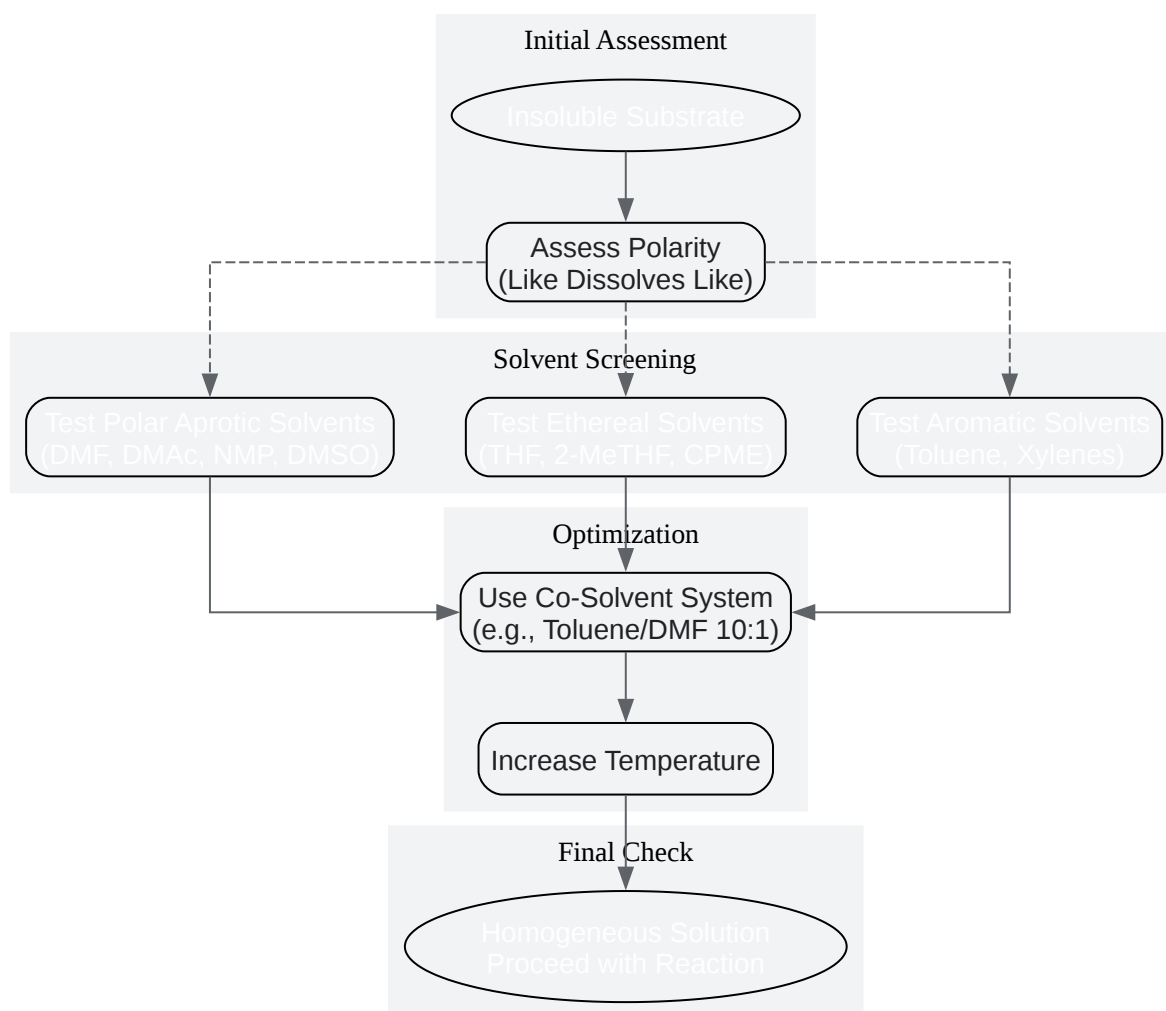 Initial Assessment
Insoluble Substrate
Assess Polarity
(Like Dissolves Like)
Solvent Screening
Test Polar Aprotic Solvents
(DMF, DMAc, NMP, DMSO)
Test Ethereal Solvents
(THF, 2-MeTHF, CPME)
Test Aromatic Solvents
(Toluene, Xylenes)
Optimization
Use Co-Solvent System
(e.g., Toluene/DMF 10:1)
Increase Temperature
Final Check
Homogeneous Solution
Proceed with Reaction